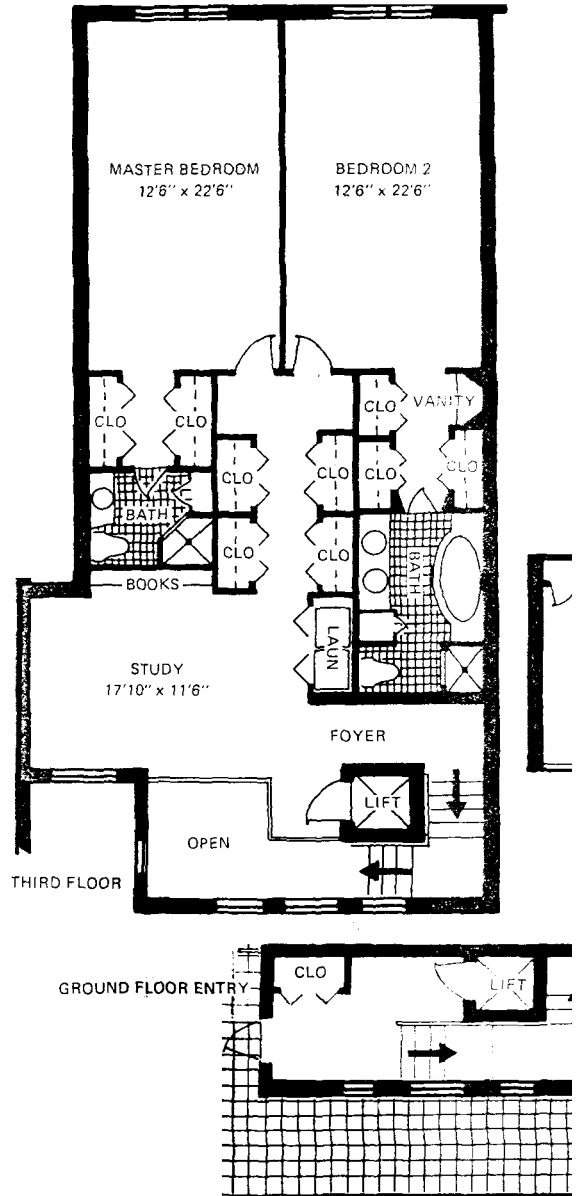 MASTER BEDROOM
12'6" x 22'6"
BEDROOM 2
12'6" x 22'6"
CLO
CLO
CLO
VANITY
CLO
CLO
CLO
CLO
BATH
CLO
CLO
BATH
BOOKS
LAUN
STUDY
17'10" x 11'6"
FOYER
LIFT
OPEN
THIRD FLOOR
CLO
GROUND FLOOR ENTRY
LIFT